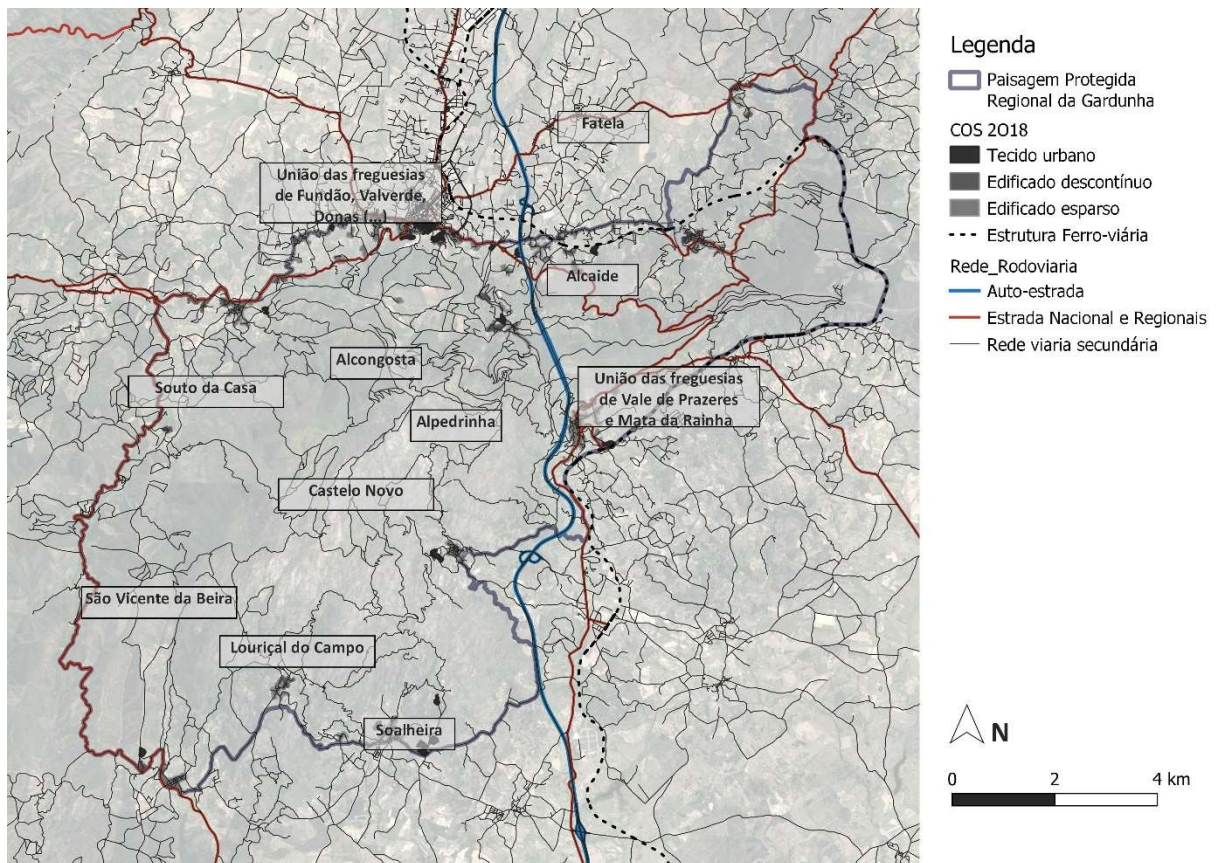 Fatela
União das freguesias
de Fundão, Valverde,
Donas (...)
Alcaide
Alcongosta
Souto da Casa
União das freguesias
de Vale de Prazeres
e Mata da Rainha
Alpedrinha
Castelo Novo
São Vicente da Beira
Louriçal do Campo
Soalheira
Legenda
Paisagem Protegida
Regional da Gardunha
COS 2018
Tecido urbano
Edificado descontínuo
Edificado esparso
Estrutura Ferro-viária
Rede_Rodoviaria
Auto-estrada
Estrada Nacional e Regionais
Rede viaria secundária
N
0 2 4 km